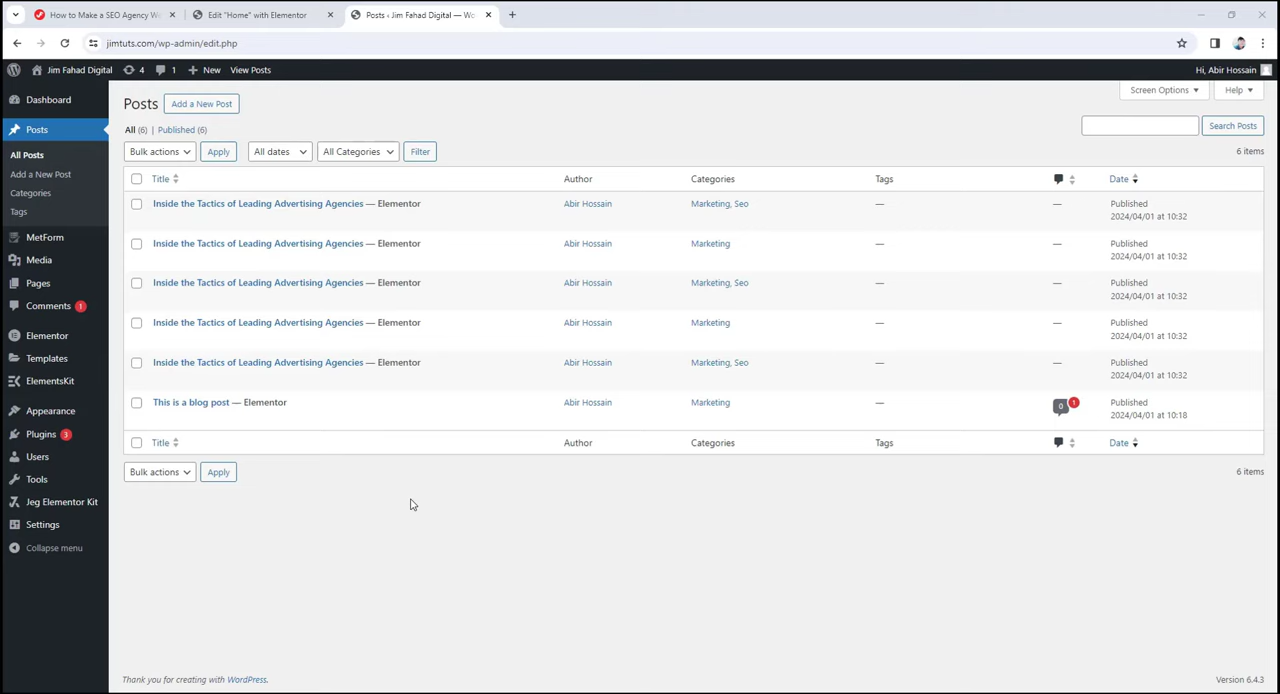 How to Make a SEO Agency We
Edit "Home" with Elementor
Posts ‹ Jim Fahad Digital — Wo
jimtuts.com/wp-admin/edit.php
Jim Fahad Digital 4 1 New View Posts Hi, Abir Hossain
Dashboard
Posts
All Posts
Add a New Post
Categories
Tags
MetForm
Media
Pages
Comments 1
Elementor
Templates
ElementsKit
Appearance
Plugins 3
Users
Tools
Jeg Elementor Kit
Settings
Collapse menu
Screen Options Help
Posts Add a New Post
All (6) | Published (6)
Search Posts
Bulk actions Apply All dates All Categories Filter 6 items
Title Author Categories Tags Date
Inside the Tactics of Leading Advertising Agencies — Elementor Abir Hossain Marketing, Seo — — Published
2024/04/01 at 10:32
Inside the Tactics of Leading Advertising Agencies — Elementor Abir Hossain Marketing — — Published
2024/04/01 at 10:32
Inside the Tactics of Leading Advertising Agencies — Elementor Abir Hossain Marketing, Seo — — Published
2024/04/01 at 10:32
Inside the Tactics of Leading Advertising Agencies — Elementor Abir Hossain Marketing — — Published
2024/04/01 at 10:32
Inside the Tactics of Leading Advertising Agencies — Elementor Abir Hossain Marketing, Seo — — Published
2024/04/01 at 10:32
This is a blog post — Elementor Abir Hossain Marketing — 0 1 Published
2024/04/01 at 10:18
Title Author Categories Tags Date
Bulk actions Apply 6 items
Thank you for creating with WordPress. Version 6.4.3